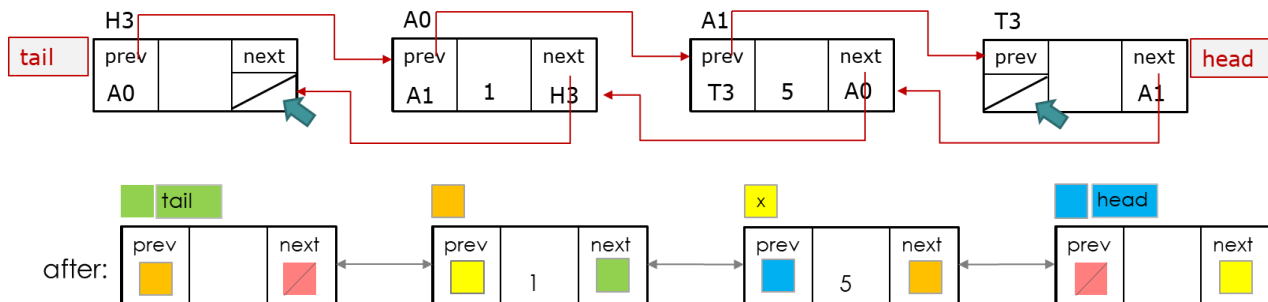 H3 A0 A1 T3
tail prev next prev next prev next prev next head
A0 A1 1 H3 T3 5 A0 A1
tail x head
prev next prev next prev next prev next
after: 1 5